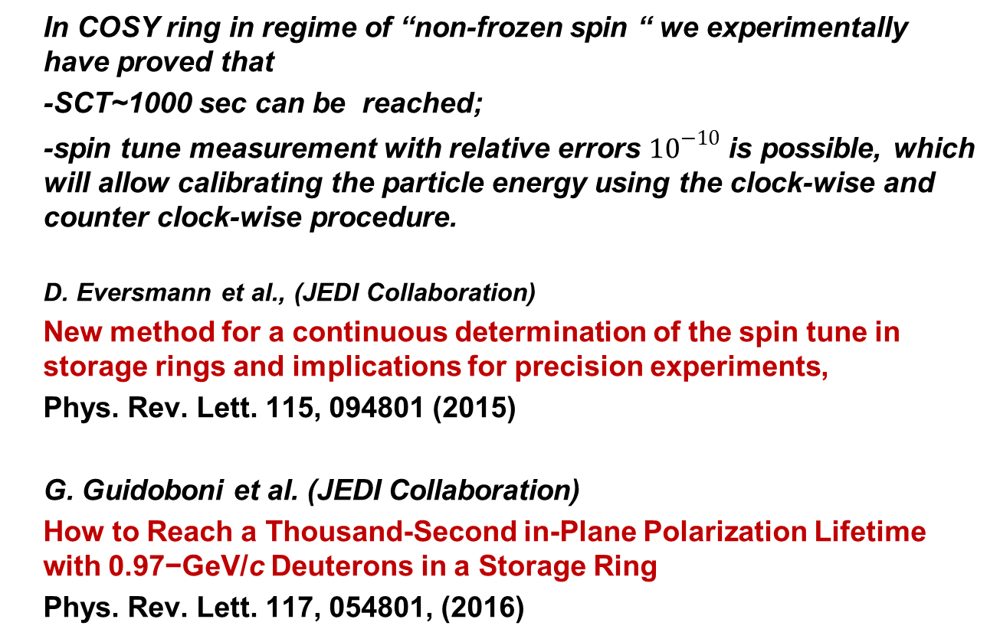 In COSY ring in regime of “non-frozen spin “ we experimentally
have proved that
-SCT~1000 sec can be  reached;
-spin tune measurement with relative errors 10⁻¹⁰ is possible, which
will allow calibrating the particle energy using the clock-wise and
counter clock-wise procedure.
D. Eversmann et al., (JEDI Collaboration)
New method for a continuous determination of the spin tune in
storage rings and implications for precision experiments,
Phys. Rev. Lett. 115, 094801 (2015)
G. Guidoboni et al. (JEDI Collaboration)
How to Reach a Thousand-Second in-Plane Polarization Lifetime
with 0.97−GeV/c Deuterons in a Storage Ring
Phys. Rev. Lett. 117, 054801, (2016)